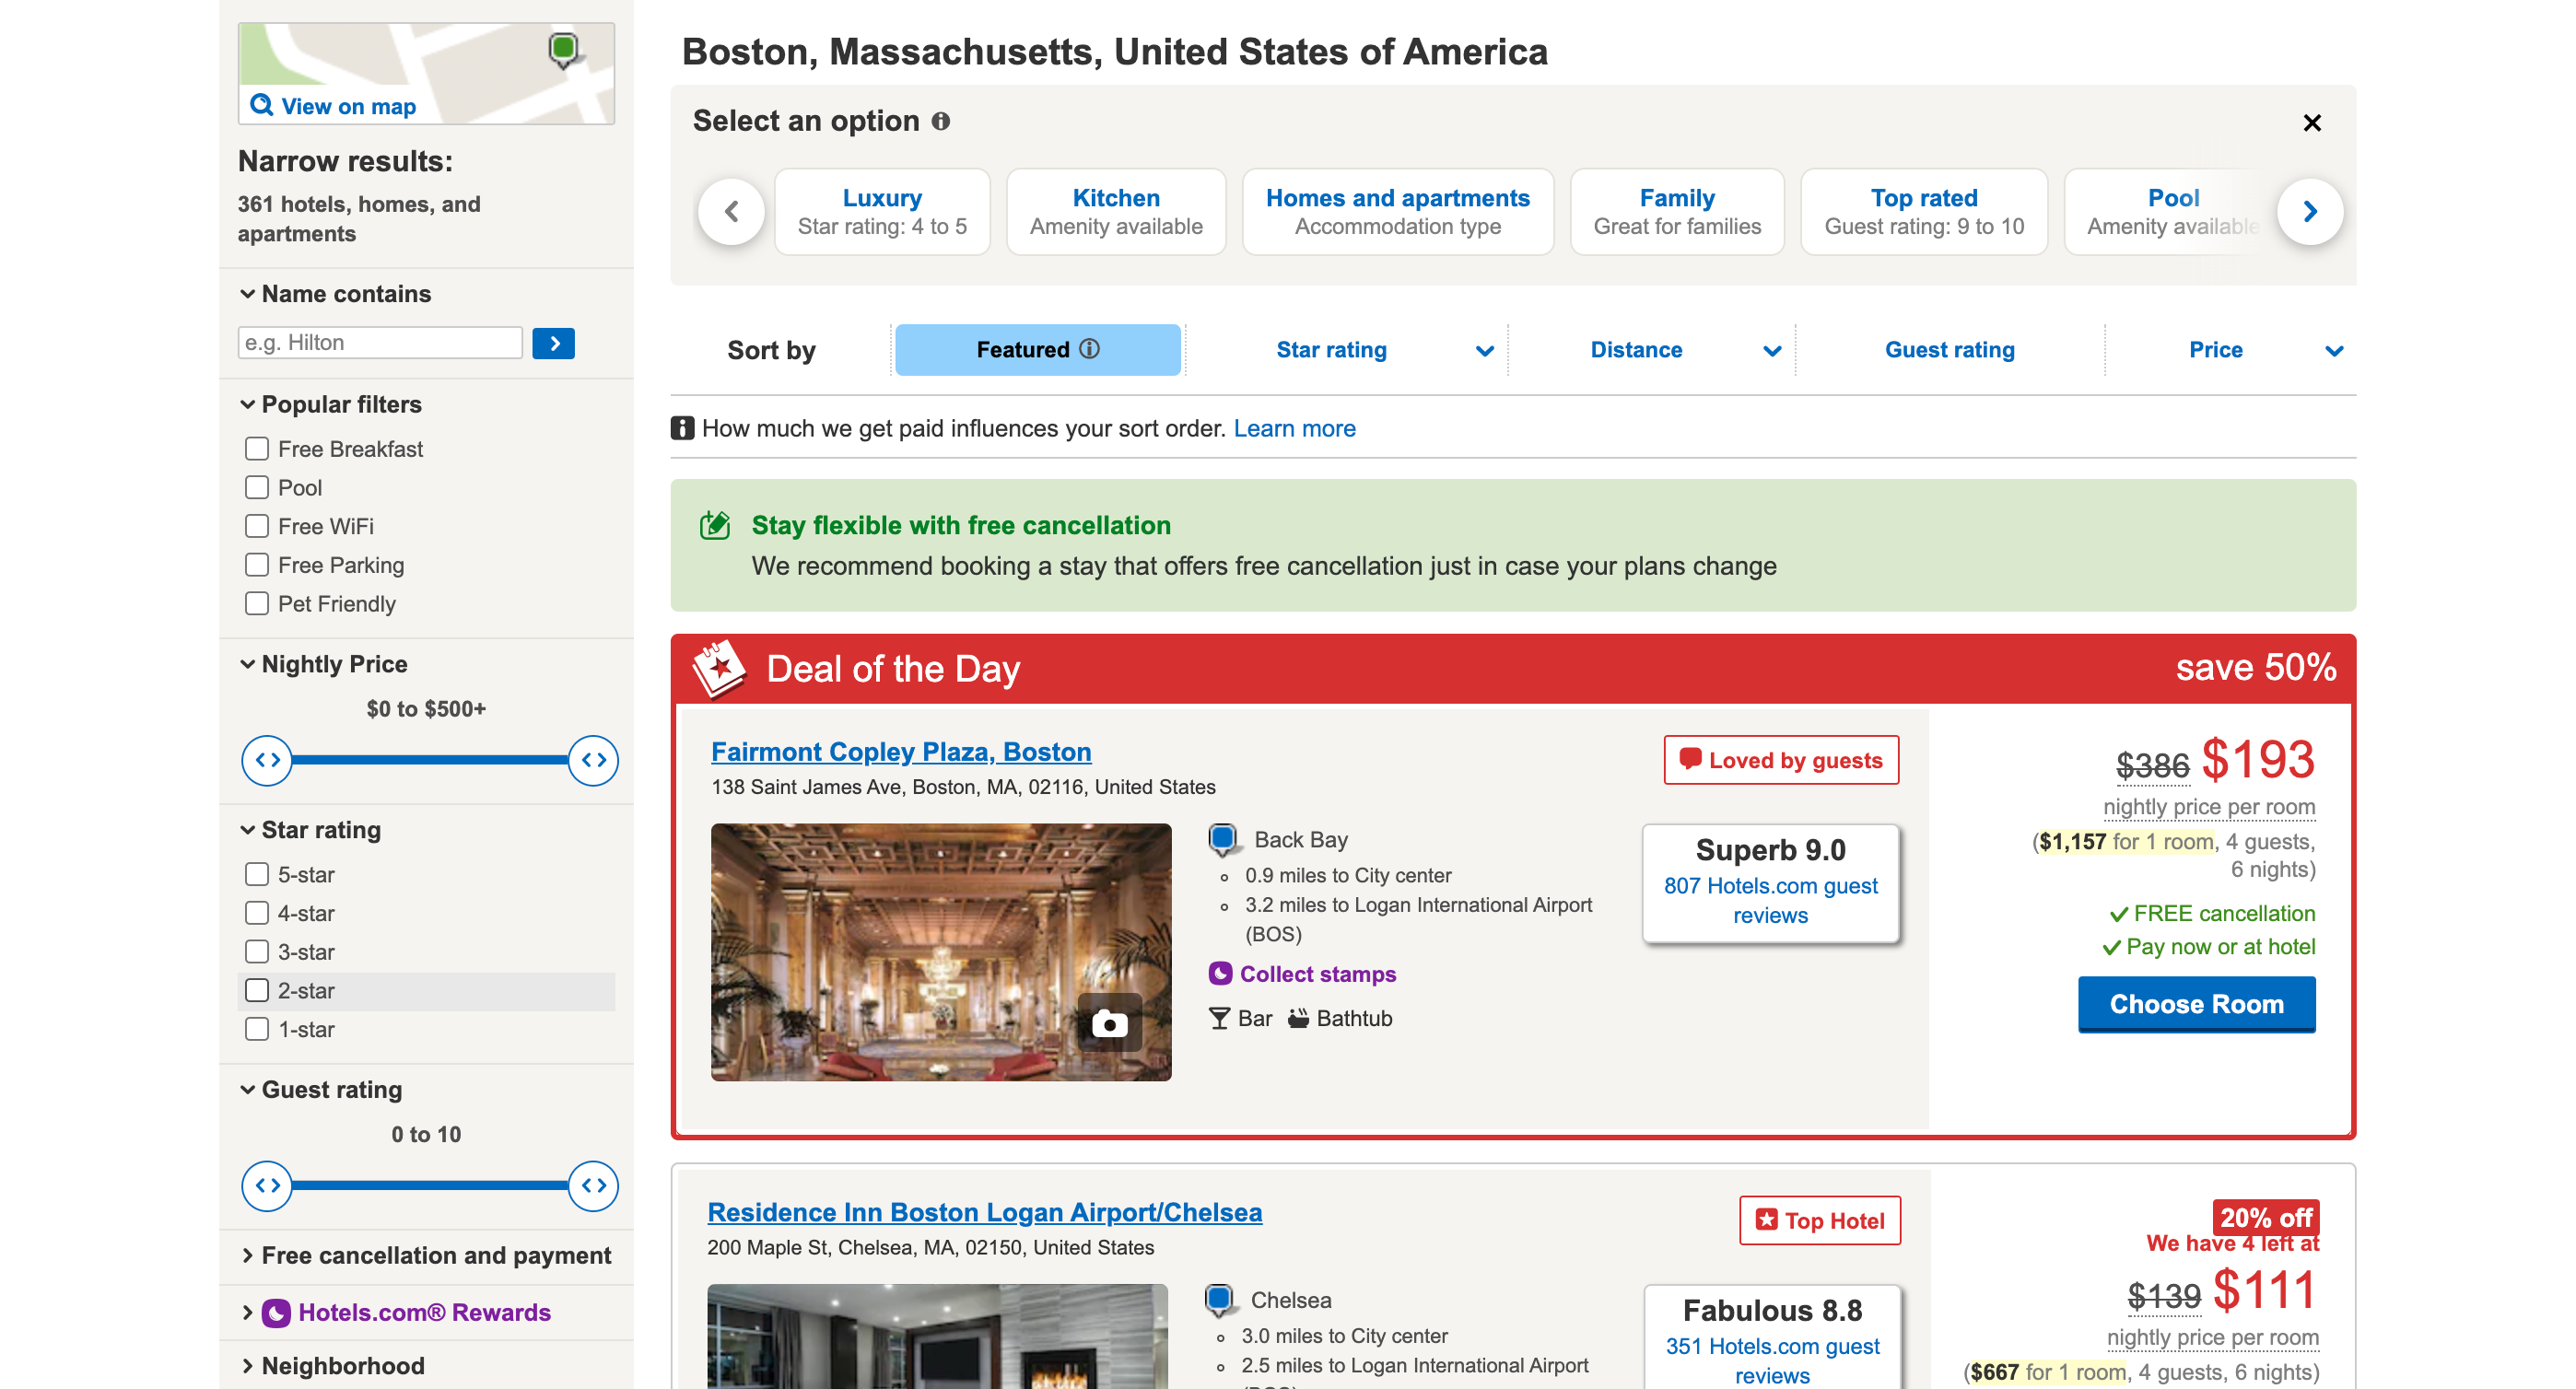 View on map
Narrow results:
361 hotels, homes, and
apartments
Name contains
e.g. Hilton
Popular filters
Free Breakfast
Pool
Free WiFi
Free Parking
Pet Friendly
Nightly Price
$0 to $500+
Star rating
5-star
4-star
3-star
2-star
1-star
Guest rating
0 to 10
Free cancellation and payment
Hotels.com® Rewards
Neighborhood
Boston, Massachusetts, United States of America
Select an option
Luxury
Star rating: 4 to 5
Kitchen
Amenity available
Homes and apartments
Accommodation type
Family
Great for families
Top rated
Guest rating: 9 to 10
Pool
Amenity available
Sort by
Featured
Star rating
Distance
Guest rating
Price
How much we get paid influences your sort order. Learn more
Stay flexible with free cancellation
We recommend booking a stay that offers free cancellation just in case your plans change
Deal of the Day
save 50%
Fairmont Copley Plaza, Boston
138 Saint James Ave, Boston, MA, 02116, United States
Loved by guests
Back Bay
0.9 miles to City center
3.2 miles to Logan International Airport
(BOS)
Collect stamps
Bar Bathtub
Superb 9.0
807 Hotels.com guest
reviews
$386 $193
nightly price per room
($1,157 for 1 room, 4 guests,
6 nights)
FREE cancellation
Pay now or at hotel
Choose Room
Residence Inn Boston Logan Airport/Chelsea
200 Maple St, Chelsea, MA, 02150, United States
Top Hotel
Chelsea
3.0 miles to City center
2.5 miles to Logan International Airport
Fabulous 8.8
351 Hotels.com guest
reviews
20% off
We have 4 left at
$139 $111
nightly price per room
($667 for 1 room, 4 guests, 6 nights)